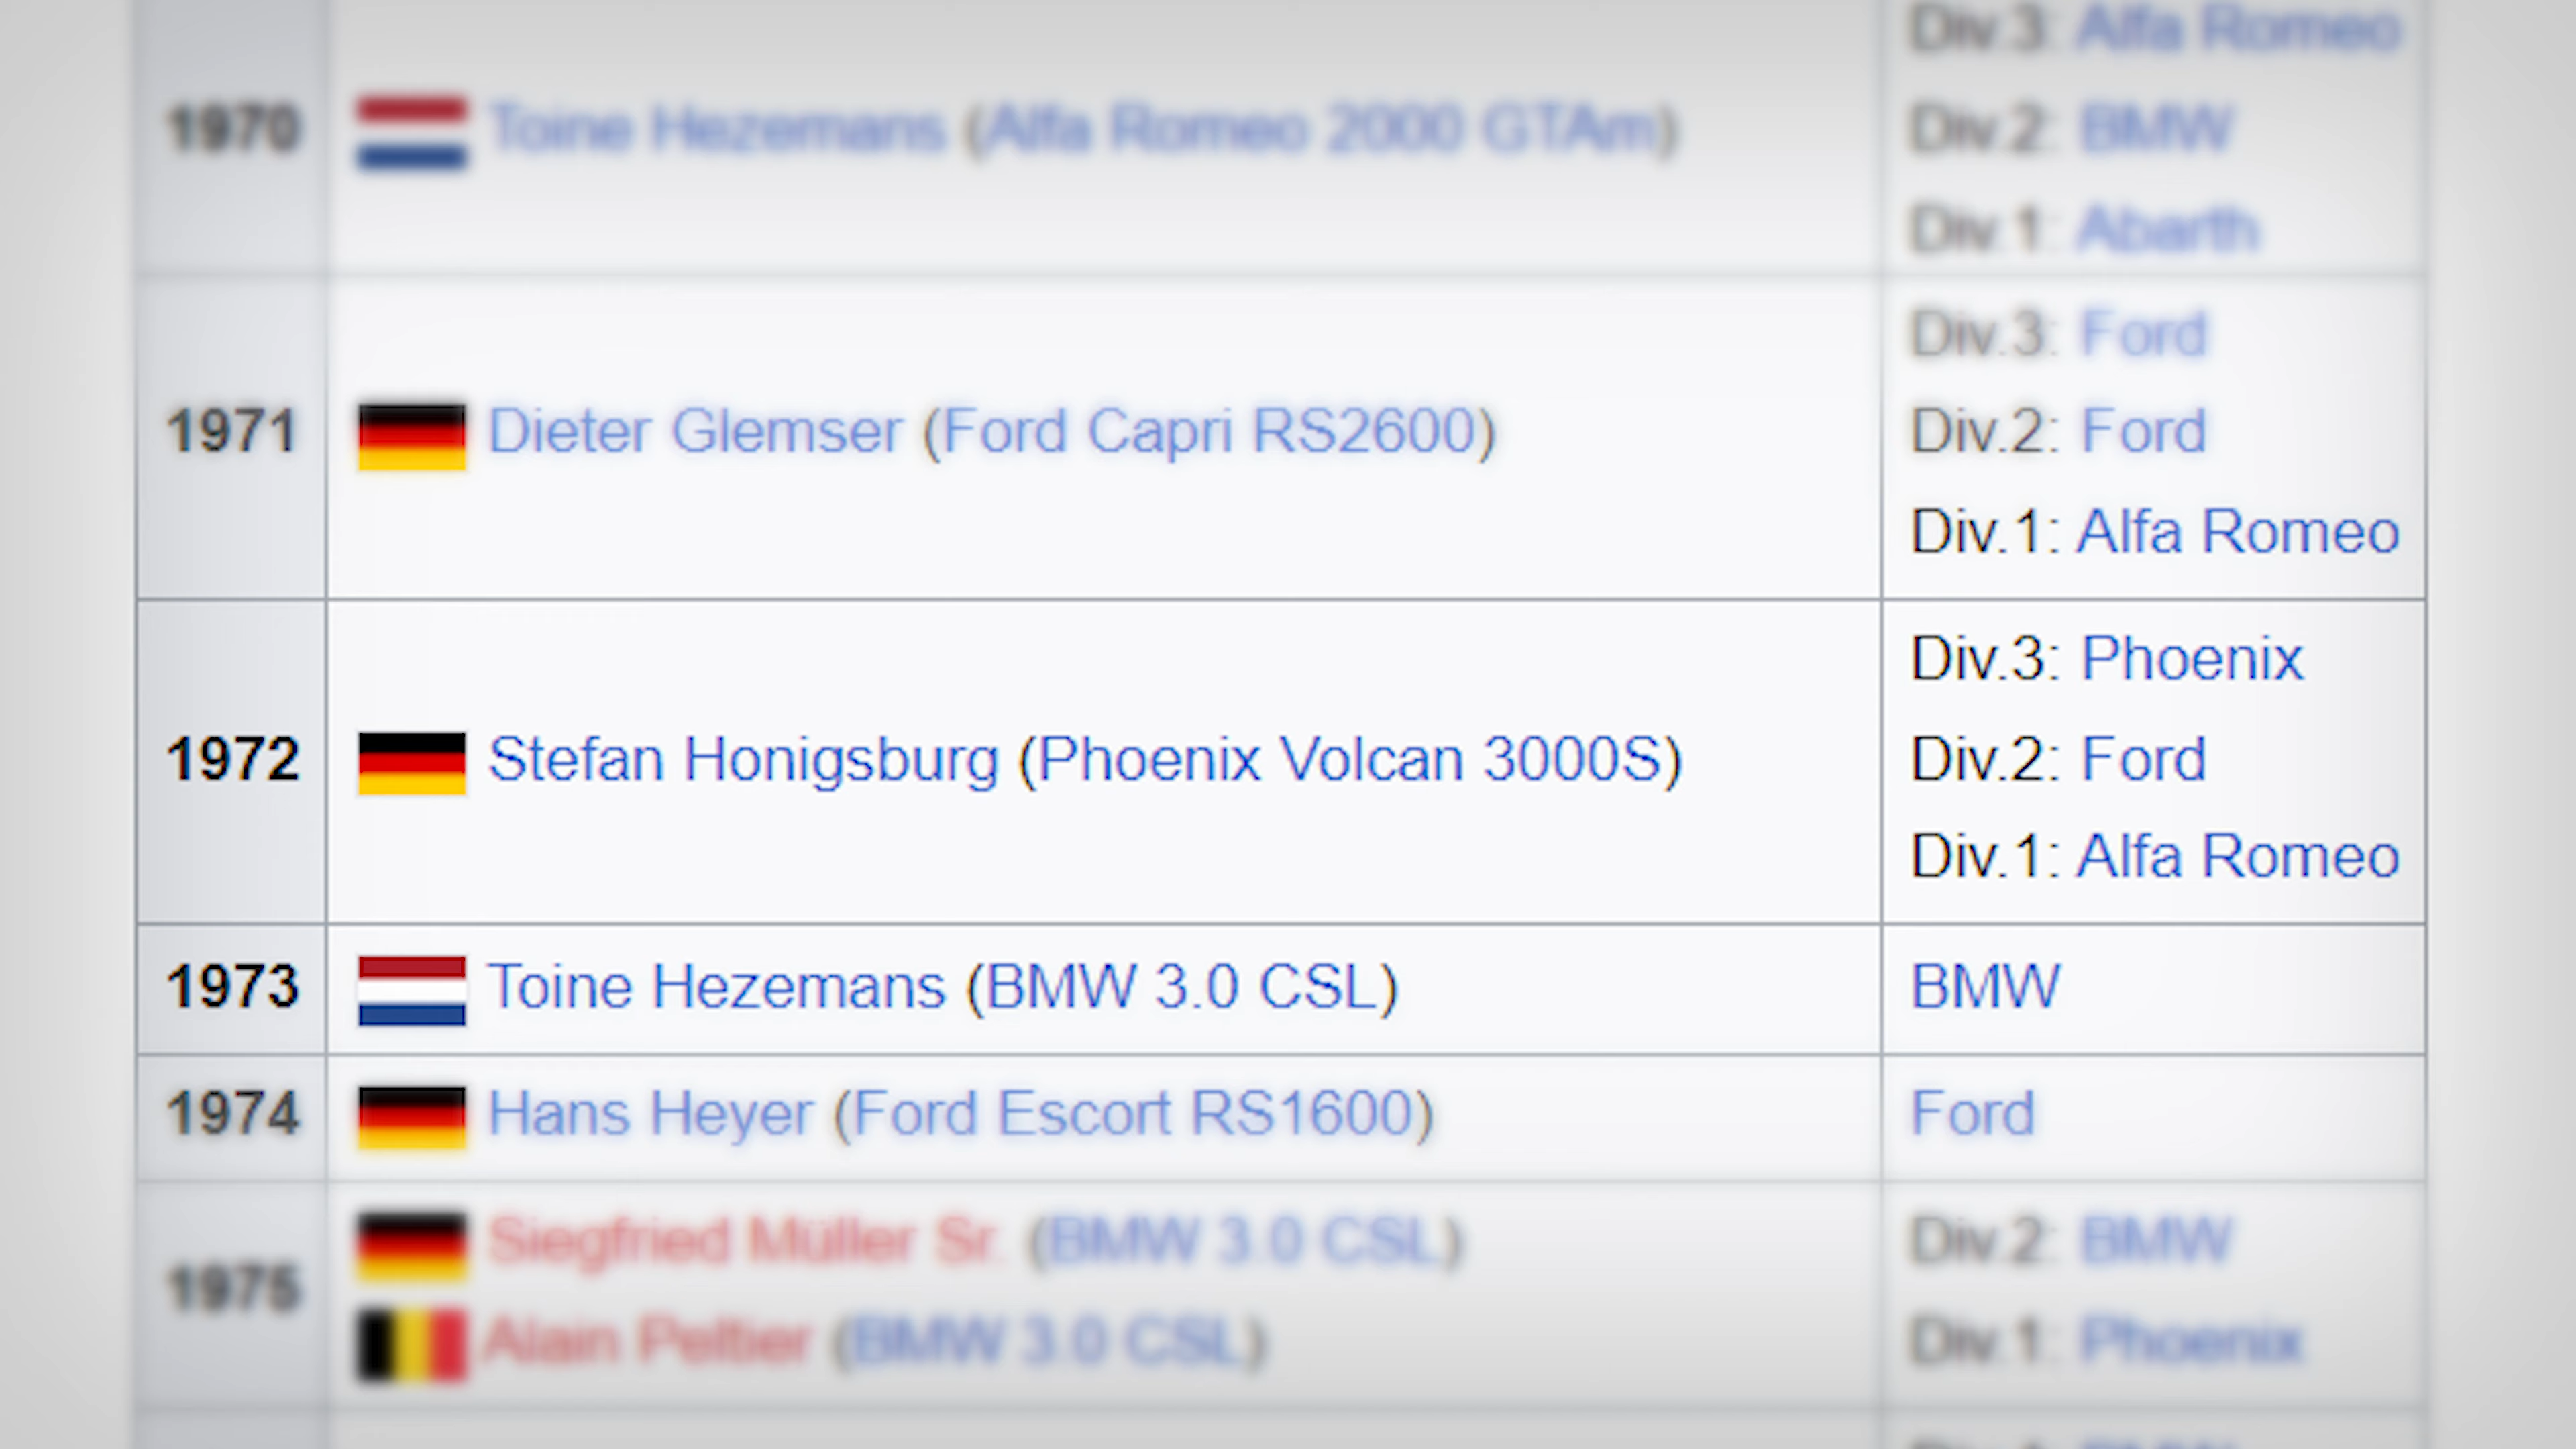 Div.3: Alfa Romeo
1970 Toine Hezemans (Alfa Romeo 2000 GTAm) Div.2: BMW
Div.1: Abarth
Div.3: Ford
1971 Dieter Glemser (Ford Capri RS2600) Div.2: Ford
Div.1: Alfa Romeo
Div.3: Phoenix
1972 Stefan Honigsburg (Phoenix Volcan 3000S) Div.2: Ford
Div.1: Alfa Romeo
1973 Toine Hezemans (BMW 3.0 CSL) BMW
1974 Hans Heyer (Ford Escort RS1600) Ford
1975 Siegfried Müller Sr. (BMW 3.0 CSL) Div.2: BMW
Alain Peltier (BMW 3.0 CSL) Div.1: Phoenix